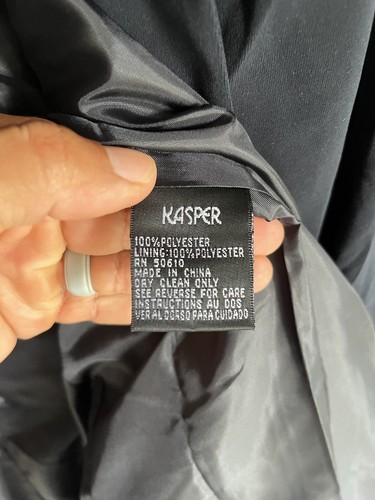 KASPER
100%POLYESTER
LINING:100%POLYESTER
RN 50610
MADE IN CHINA
DRY CLEAN ONLY
SEE REVERSE FOR CARE
INSTRUCTIONS AU DOS
VER AL DORSO PARA CUIDADO